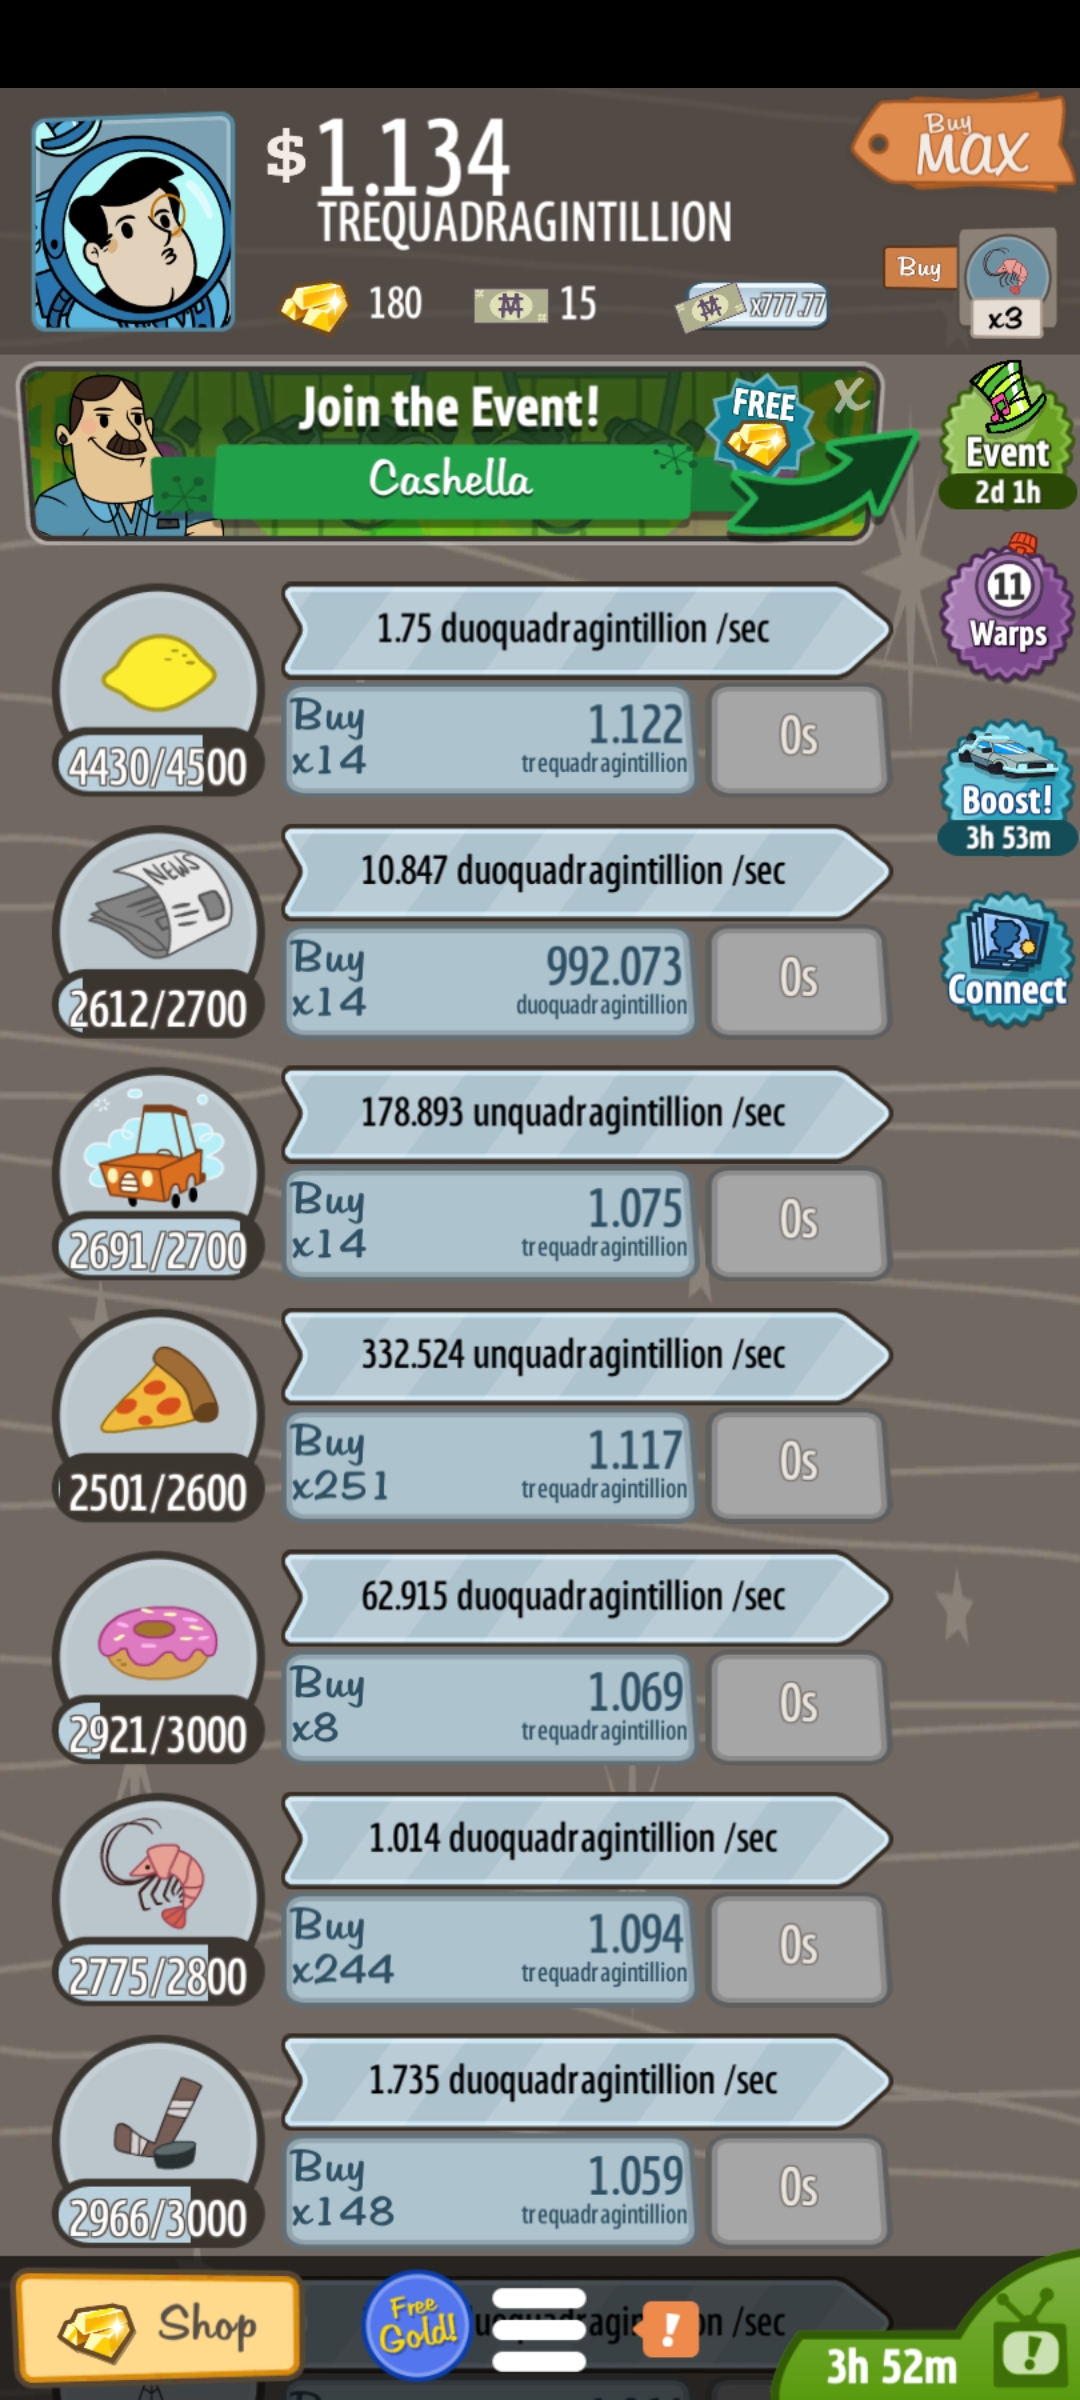 $1.134
TREQUADRAGINTILLION
Buy
MAX
180
15
x777.77
Buy
x3
Join the Event!
Cashella
FREE
X
Event
2d 1h
11
Warps
Boost!
3h 53m
Connect
1.75 duoquadragintillion /sec
4430/4500
Buy
x14
1.122
trequadragintillion
0s
NEWS
10.847 duoquadragintillion /sec
2612/2700
Buy
x14
992.073
duoquadragintillion
0s
178.893 unquadragintillion /sec
2691/2700
Buy
x14
1.075
trequadragintillion
0s
332.524 unquadragintillion /sec
2501/2600
Buy
x251
1.117
trequadragintillion
0s
62.915 duoquadragintillion /sec
2921/3000
Buy
x8
1.069
trequadragintillion
0s
1.014 duoquadragintillion /sec
2775/2800
Buy
x244
1.094
trequadragintillion
0s
1.735 duoquadragintillion /sec
2966/3000
Buy
x148
1.059
trequadragintillion
0s
Shop
Free
Gold!
!
/sec
3h 52m
!